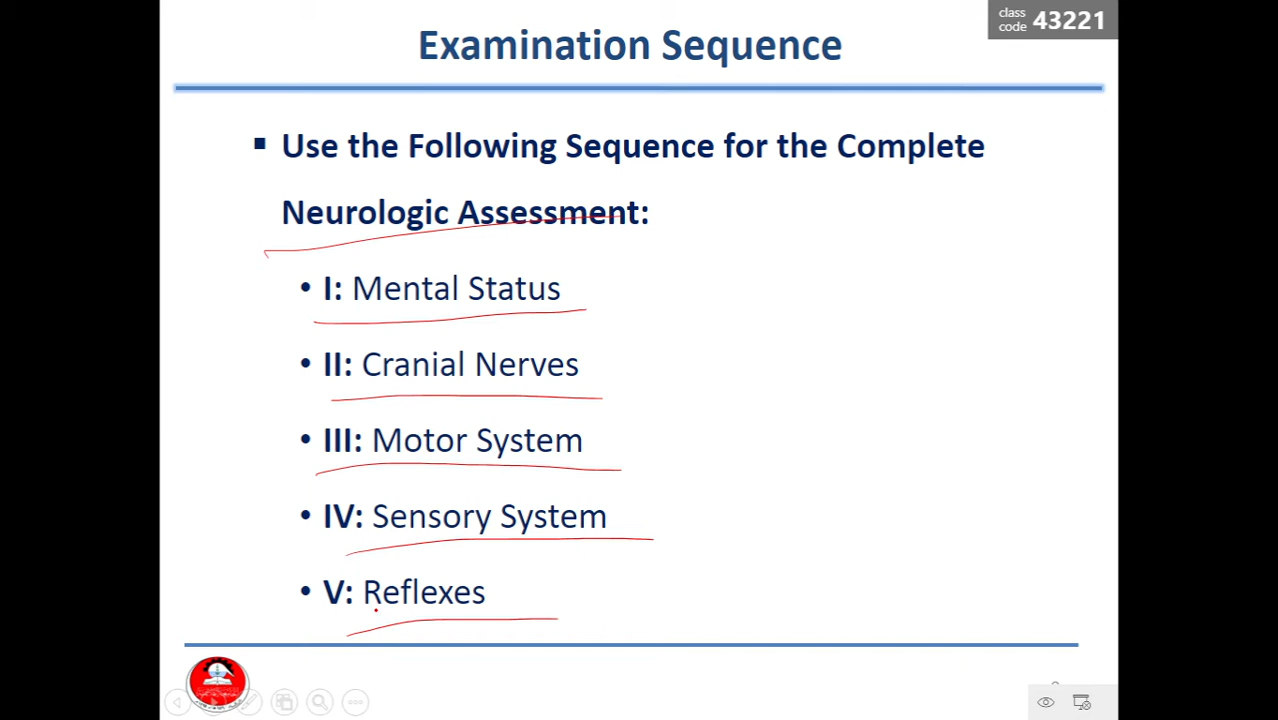 Examination Sequence
class
code 43221
▪ Use the Following Sequence for the Complete
Neurologic Assessment:
• I: Mental Status
• II: Cranial Nerves
• III: Motor System
• IV: Sensory System
• V: Reflexes